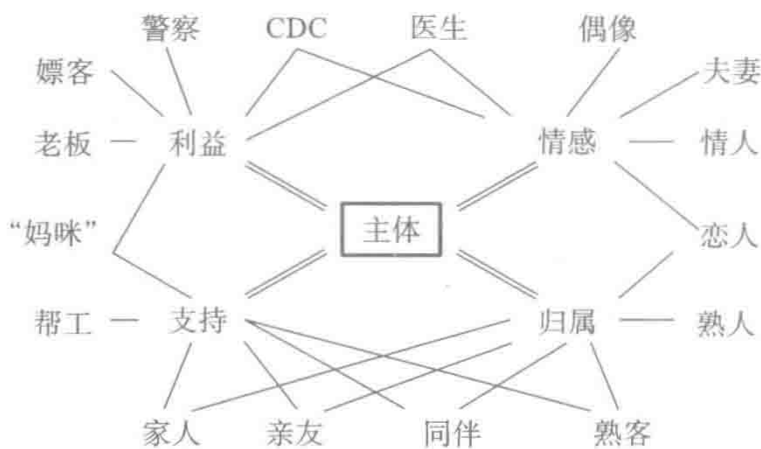 警察 CDC 医生 偶像
嫖客 夫妻
老板 利益 情感 情人
“妈咪” 主体 恋人
帮工 支持 归属 熟人
家人 亲友 同伴 熟客